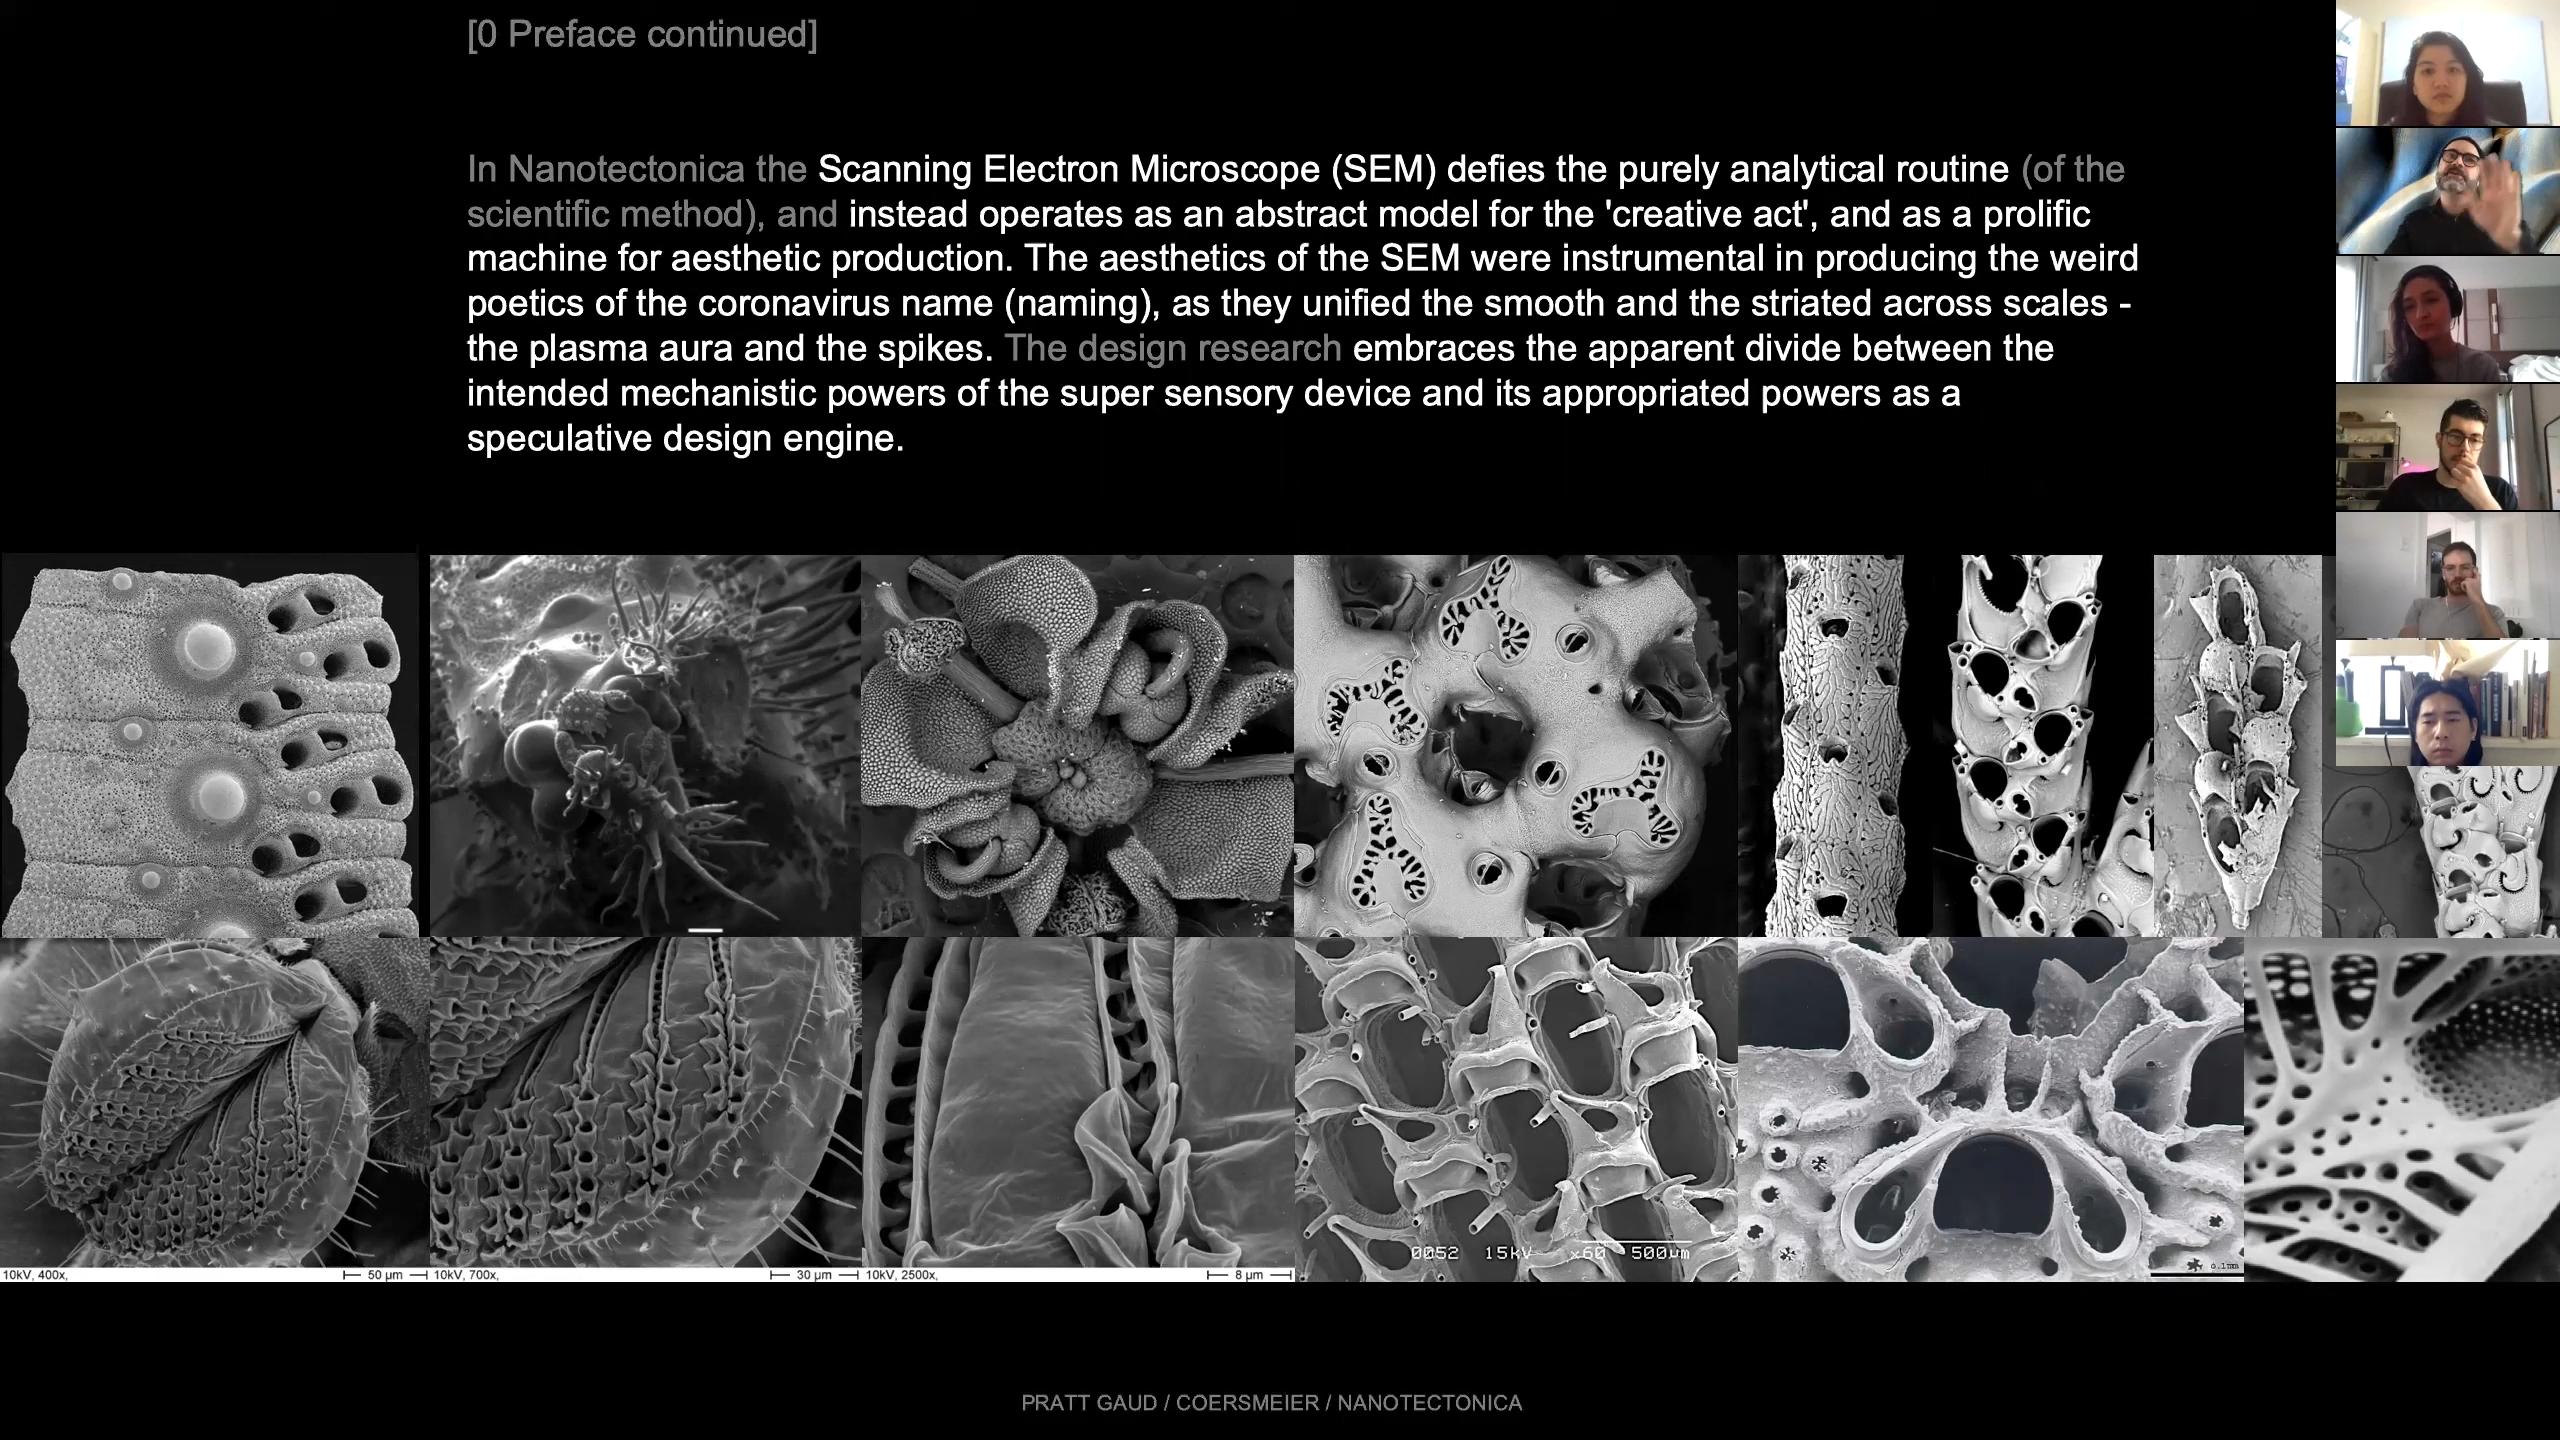 [0 Preface continued]
In Nanotectonica the Scanning Electron Microscope (SEM) defies the purely analytical routine (of the
scientific method), and instead operates as an abstract model for the 'creative act', and as a prolific
machine for aesthetic production. The aesthetics of the SEM were instrumental in producing the weird
poetics of the coronavirus name (naming), as they unified the smooth and the striated across scales -
the plasma aura and the spikes. The design research embraces the apparent divide between the
intended mechanistic powers of the super sensory device and its appropriated powers as a
speculative design engine.
0052 15kV x60 500µm
0.1mm
10kV, 400x, 50 µm
10kV, 700x, 30 µm
10kV, 2500x, 8 µm
PRATT GAUD / COERSMEIER / NANOTECTONICA